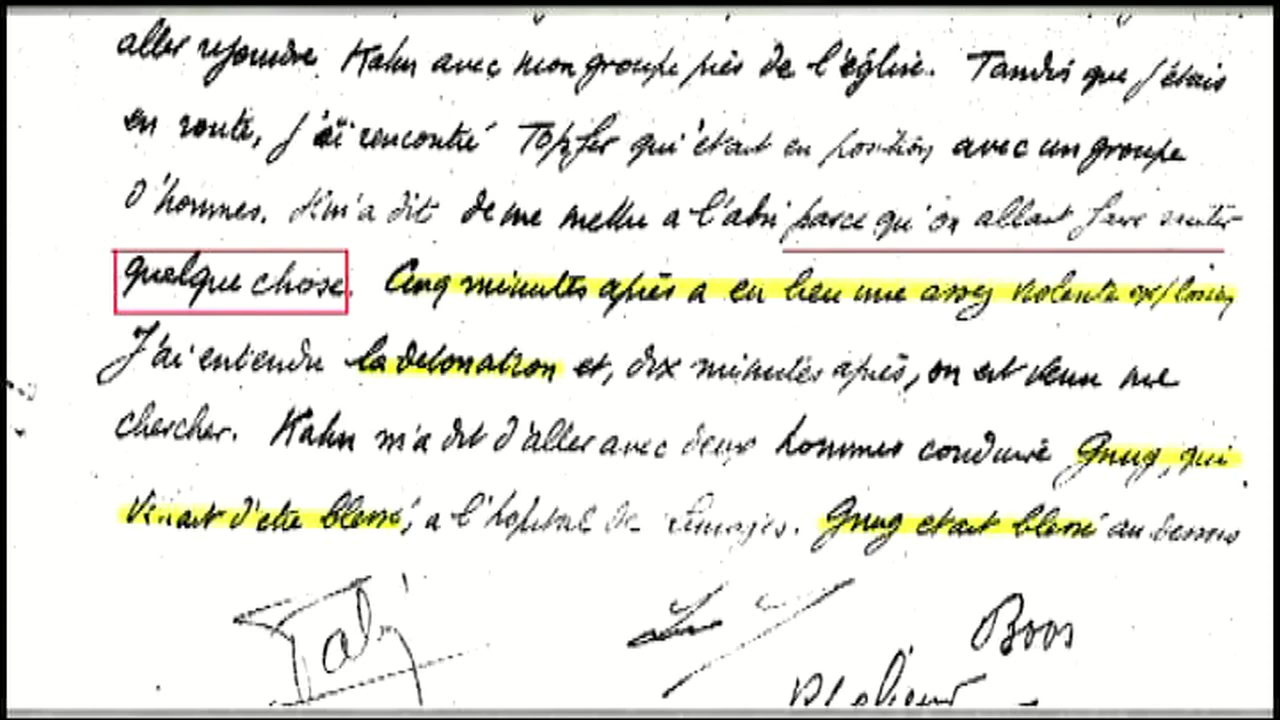 aller rejoindre Kahn avec mon groupe près de l'église. Tandis que j'étais
en route, j'ai rencontré Töpfer qui était en position avec un groupe
d'hommes. Il m'a dit de me mettre à l'abri parce qu'on allait faire sauter
quelque chose. Cinq minutes après a eu lieu une assez violente explosion
J'ai entendu la detonation et, dix minutes après, on est venu me
chercher. Kahn m'a dit d'aller avec deux hommes conduire Gnug, qui
venait d'être blessé, à l'hôpital de Limoges. Gnug était blessé au dessus
Boos